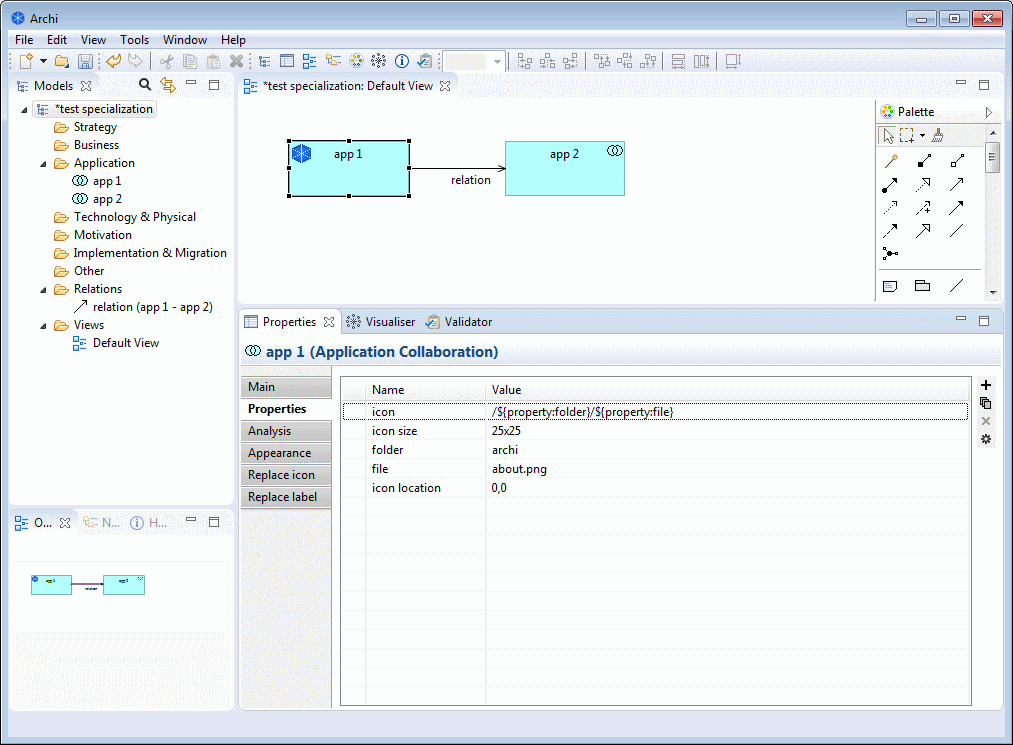 Archi
File Edit View Tools Window Help
Models
*test specialization
Strategy
Business
Application
app 1
app 2
Technology & Physical
Motivation
Implementation & Migration
Other
Relations
relation (app 1 - app 2)
Views
Default View
*test specialization: Default View
app 1
relation
app 2
Palette
O...
N...
H...
Properties
Visualiser
Validator
app 1 (Application Collaboration)
Main
Properties
Analysis
Appearance
Replace icon
Replace label
Name Value
icon /${property:folder}/${property:file}
icon size 25x25
folder archi
file about.png
icon location 0,0